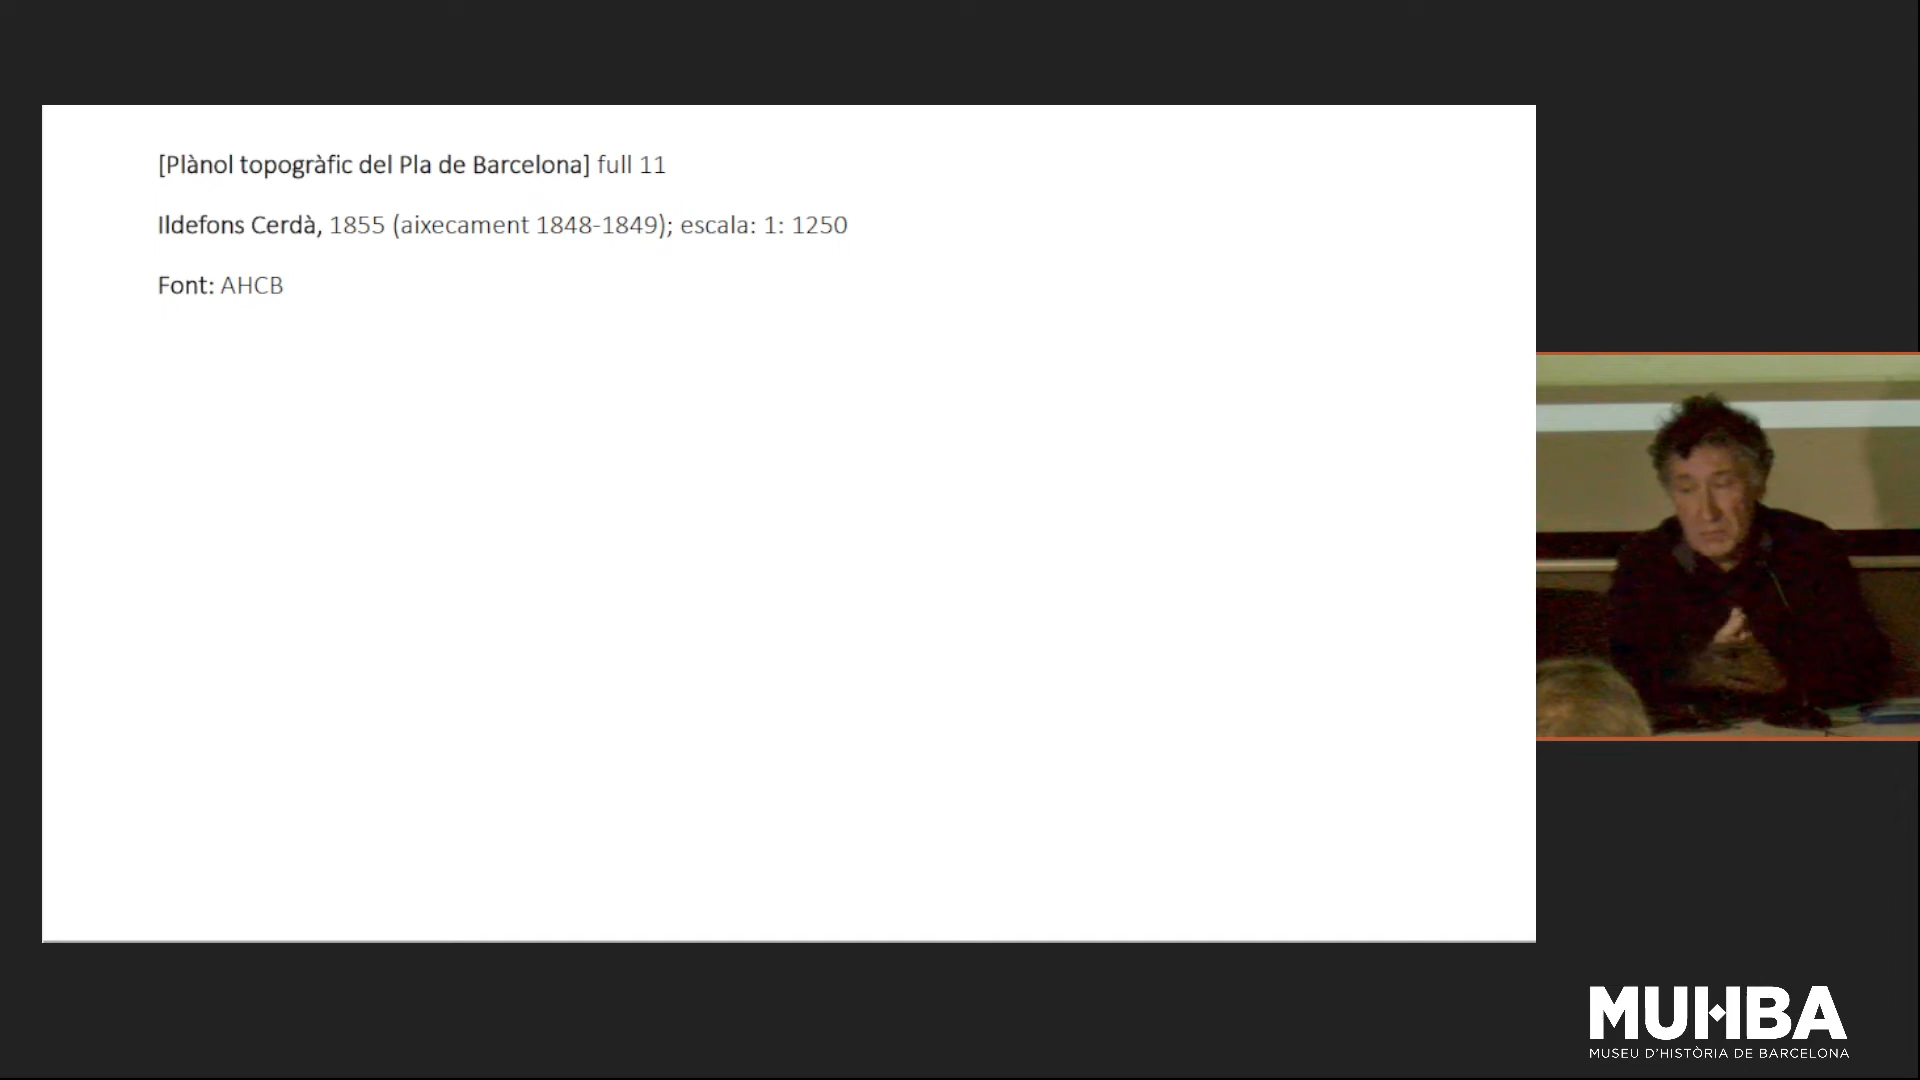 [Plànol topogràfic del Pla de Barcelona] full 11
Ildefons Cerdà, 1855 (aixecament 1848-1849); escala: 1: 1250
Font: AHCB
MUHBA
MUSEU D'HISTÒRIA DE BARCELONA